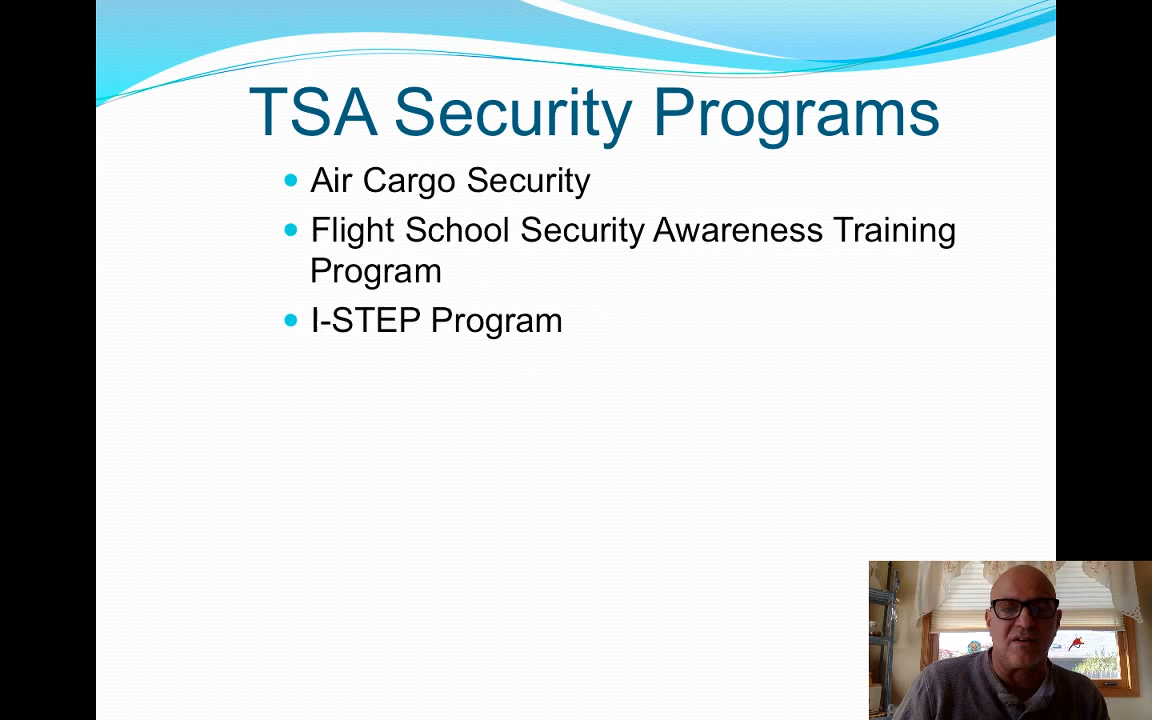 TSA Security Programs
Air Cargo Security
Flight School Security Awareness Training
Program
I-STEP Program